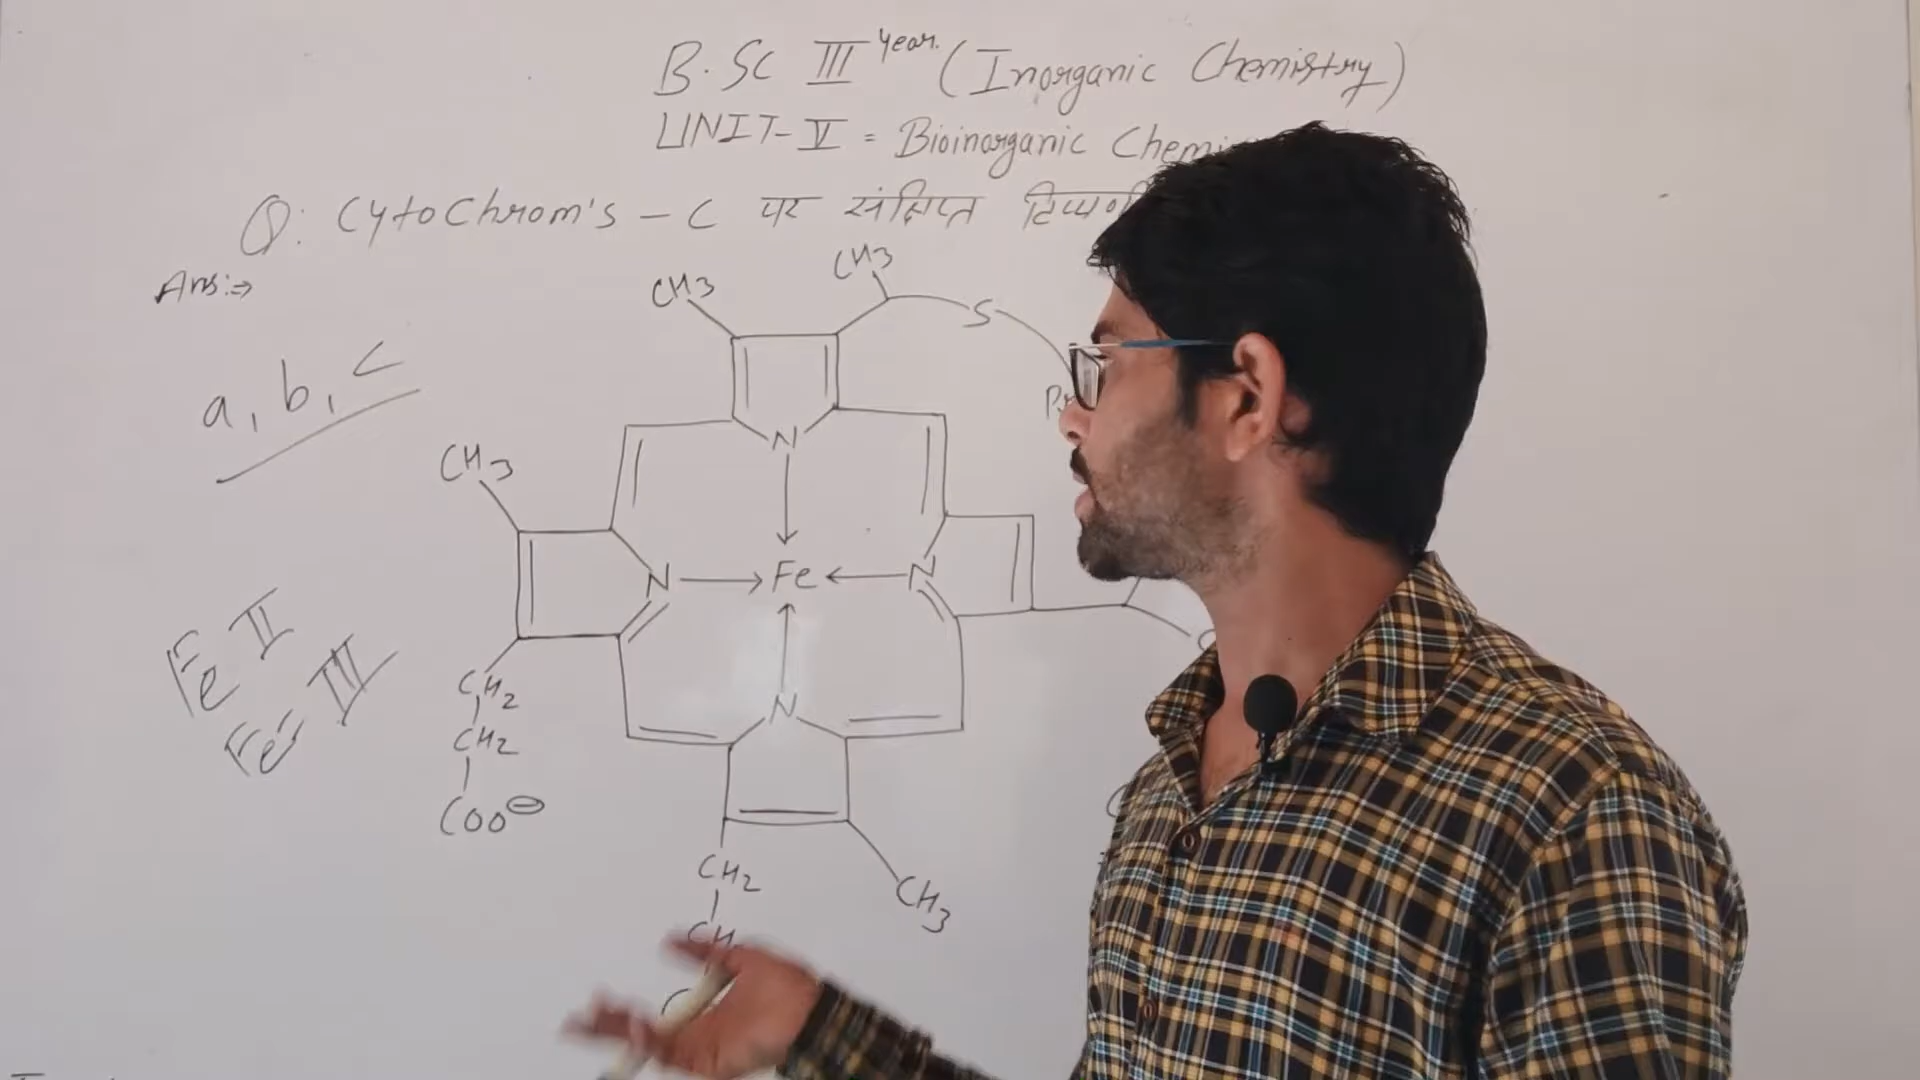 B.Sc III year. (Inorganic Chemistry)
UNIT-V = Bioinorganic
Q: CytoChrom's - C पर संक्षिप्त
Ans:⇒
CH3
CH3
S
a, b, c
N
CH3
N → Fe ← N
Fe II
Fe III
N
CH2
CH2
COO⊖
CH2
CH3